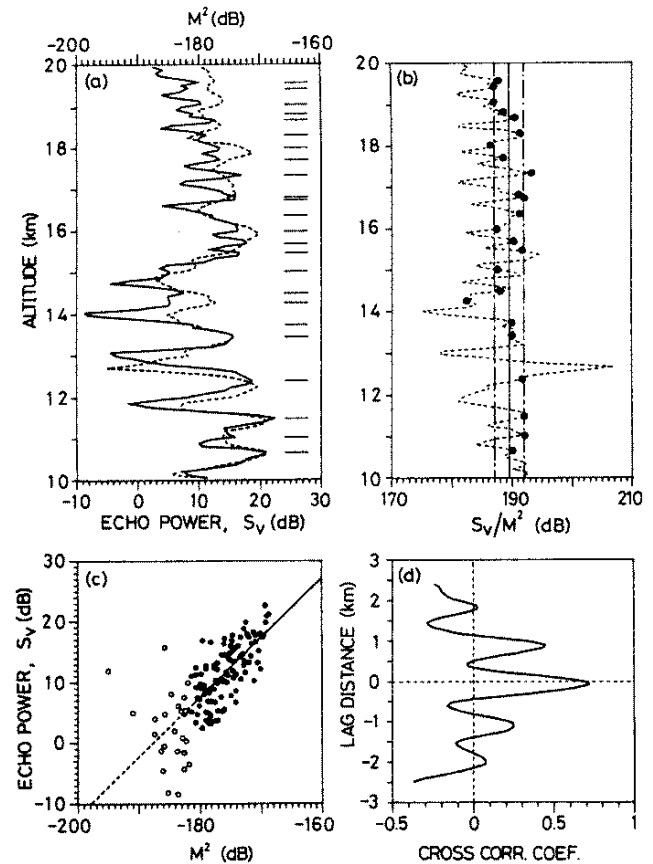 M² (dB)
-200 -180 -160
20 18 16 14 12 10
(a)
ALTITUDE (km)
-10 0 10 20 30
ECHO POWER, Sv (dB)
20 18 16 14 12 10
(b)
170 190 210
Sv/M² (dB)
30 20 10 0 -10
(c)
ECHO POWER, Sv (dB)
-200 -180 -160
M² (dB)
3 2 1 0 -1 -2 -3
(d)
LAG DISTANCE (km)
-0.5 0 0.5 1
CROSS CORR. COEF.